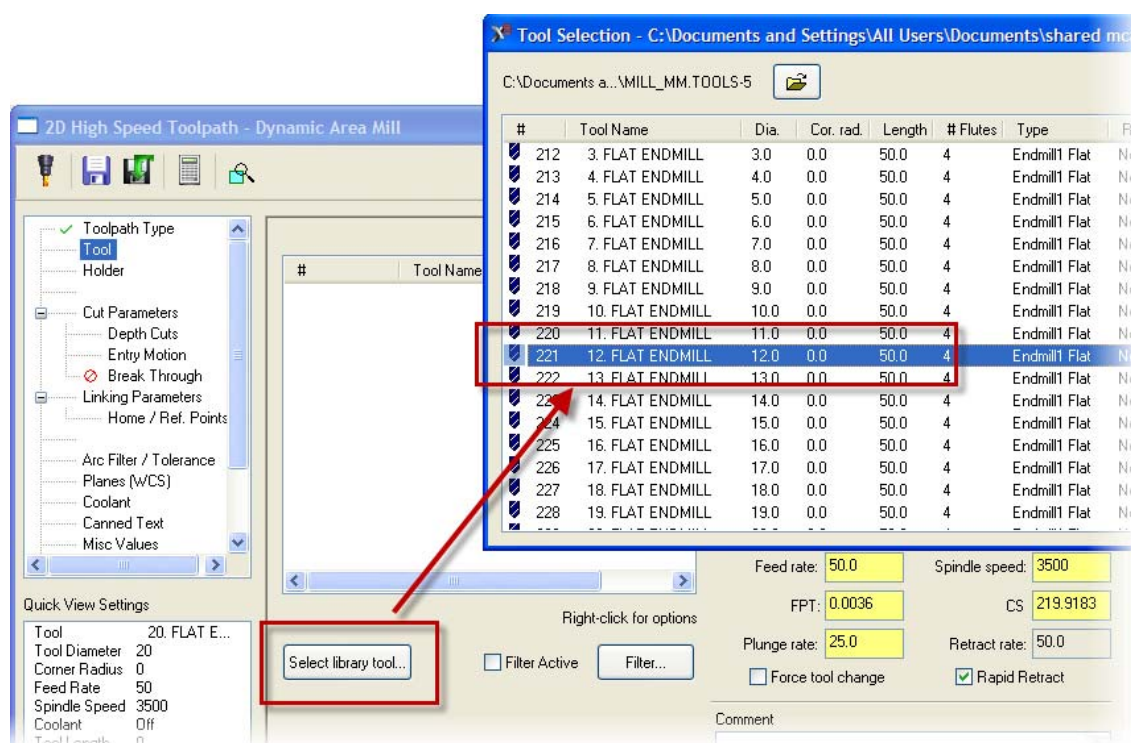 Tool Selection - C:\Documents and Settings\All Users\Documents\shared mc
C:\Documents a...\MILL_MM.TOOLS-5
# Tool Name Dia. Cor. rad. Length # Flutes Type
212 3. FLAT ENDMILL 3.0 0.0 50.0 4 Endmill1 Flat
213 4. FLAT ENDMILL 4.0 0.0 50.0 4 Endmill1 Flat
214 5. FLAT ENDMILL 5.0 0.0 50.0 4 Endmill1 Flat
215 6. FLAT ENDMILL 6.0 0.0 50.0 4 Endmill1 Flat
216 7. FLAT ENDMILL 7.0 0.0 50.0 4 Endmill1 Flat
217 8. FLAT ENDMILL 8.0 0.0 50.0 4 Endmill1 Flat
218 9. FLAT ENDMILL 9.0 0.0 50.0 4 Endmill1 Flat
219 10. FLAT ENDMILL 10.0 0.0 50.0 4 Endmill1 Flat
220 11. FLAT ENDMILL 11.0 0.0 50.0 4 Endmill1 Flat
221 12. FLAT ENDMILL 12.0 0.0 50.0 4 Endmill1 Flat
222 13. FLAT ENDMILL 13.0 0.0 50.0 4 Endmill1 Flat
223 14. FLAT ENDMILL 14.0 0.0 50.0 4 Endmill1 Flat
224 15. FLAT ENDMILL 15.0 0.0 50.0 4 Endmill1 Flat
225 16. FLAT ENDMILL 16.0 0.0 50.0 4 Endmill1 Flat
226 17. FLAT ENDMILL 17.0 0.0 50.0 4 Endmill1 Flat
227 18. FLAT ENDMILL 18.0 0.0 50.0 4 Endmill1 Flat
228 19. FLAT ENDMILL 19.0 0.0 50.0 4 Endmill1 Flat
2D High Speed Toolpath - Dynamic Area Mill
Toolpath Type
Tool
Holder
Cut Parameters
Depth Cuts
Entry Motion
Break Through
Linking Parameters
Home / Ref. Points
Arc Filter / Tolerance
Planes (WCS)
Coolant
Canned Text
Misc Values
# Tool Name
Quick View Settings
Tool 20. FLAT E...
Tool Diameter 20
Corner Radius 0
Feed Rate 50
Spindle Speed 3500
Coolant Off
Tool Length 0
Right-click for options
Select library tool...
Filter Active
Filter...
Feed rate: 50.0 Spindle speed: 3500
FPT: 0.0036 CS 219.9183
Plunge rate: 25.0 Retract rate: 50.0
Force tool change Rapid Retract
Comment